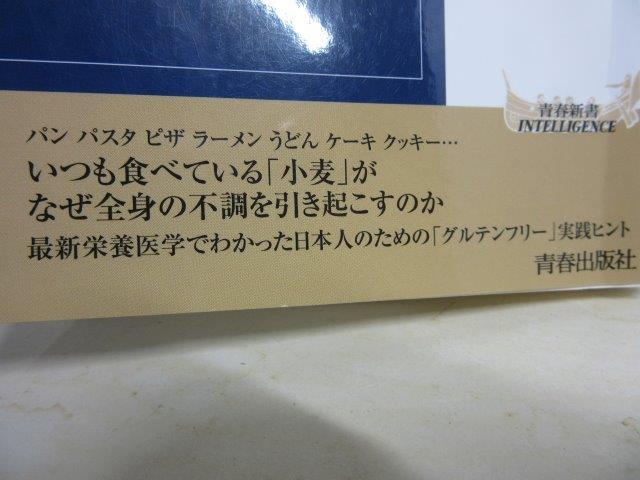 青春新書
INTELLIGENCE
パン パスタ ピザ ラーメン うどん ケーキ クッキー…
いつも食べている「小麦」が
なぜ全身の不調を引き起こすのか
最新栄養医学でわかった日本人のための「グルテンフリー」実践ヒント
青春出版社